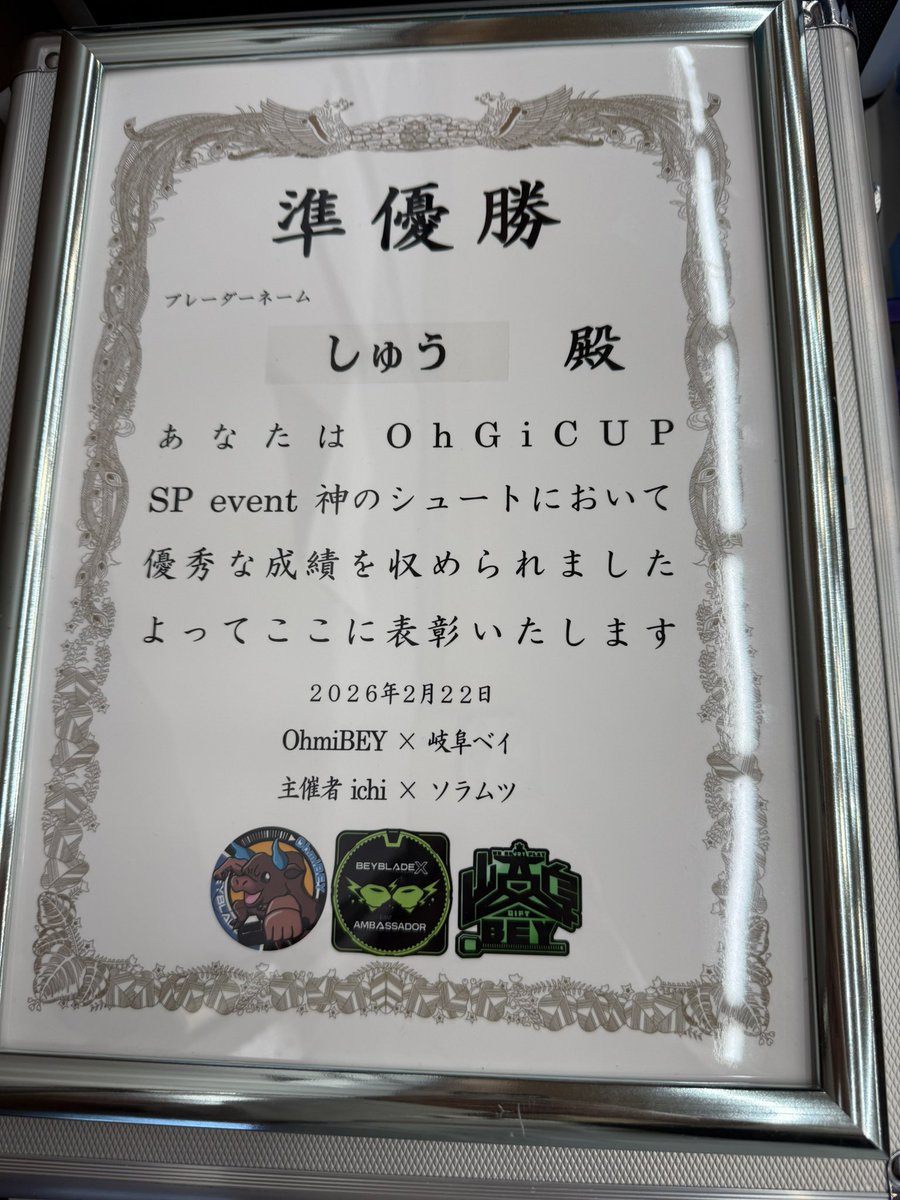 準優勝
ブレーダーネーム
しゅう 殿
あなたは OhGiCUP
SP event 神のシュートにおいて
優秀な成績を収められました
よってここに表彰いたします
2026年2月22日
OhmiBEY × 岐阜ベイ
主催者 ichi × ソラムツ
OhmiBEY
BEYBLADE X
AMBASSADOR
GIFU
BEY